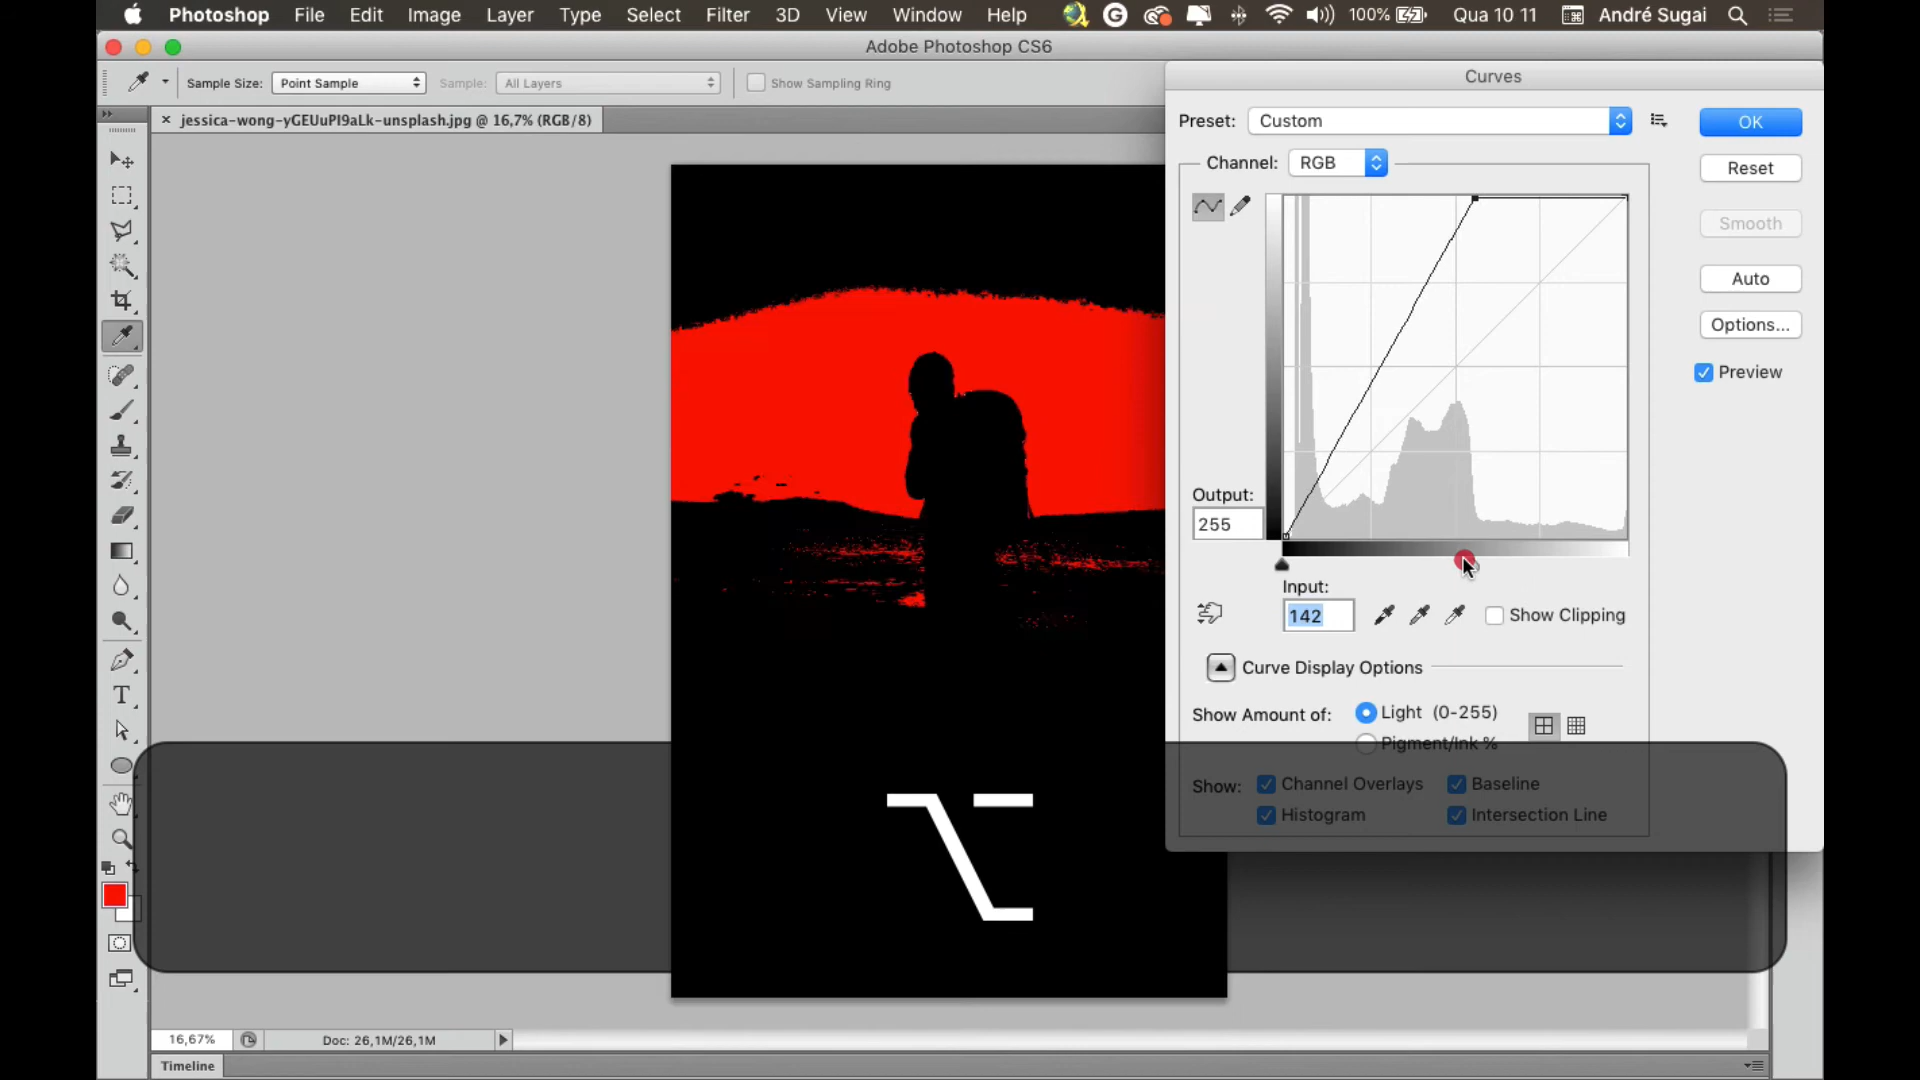 Photoshop File Edit Image Layer Type Select Filter 3D View Window Help 100% Qua 10 11 André Sugai
Adobe Photoshop CS6
Sample Size: Point Sample Sample: All Layers Show Sampling Ring
× jessica-wong-yGEUuPI9aLk-unsplash.jpg @ 16,7% (RGB/8)
Curves
Preset: Custom
OK
Channel: RGB
Reset
Smooth
Auto
Options...
Preview
Output:
255
Input:
142
Show Clipping
Curve Display Options
Show Amount of: Light (0-255)
Pigment/Ink %
Show: Channel Overlays Baseline
Histogram Intersection Line
⌥
16,67% Doc: 26,1M/26,1M
Timeline